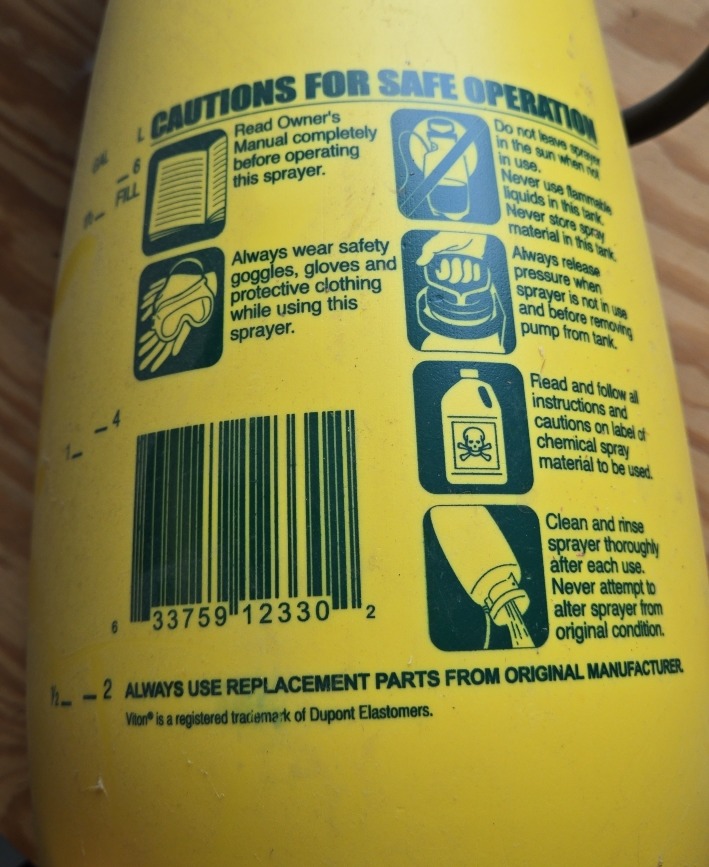 CAUTIONS FOR SAFE OPERATION
L
GAL
6
FILL
Read Owner's
Manual completely
before operating
this sprayer.
Always wear safety
goggles, gloves and
protective clothing
while using this
sprayer.
Do not leave sprayer
in the sun when not
in use.
Never use flammable
liquids in this tank.
Never store spray
material in this tank.
Always release
pressure when
sprayer is not in use
and before removing
pump from tank.
Read and follow all
instructions and
cautions on label of
chemical spray
material to be used.
Clean and rinse
sprayer thoroughly
after each use.
Never attempt to
alter sprayer from
original condition.
4
1
6 33759 12330 2
½ 2
ALWAYS USE REPLACEMENT PARTS FROM ORIGINAL MANUFACTURER.
Viton® is a registered trademark of Dupont Elastomers.